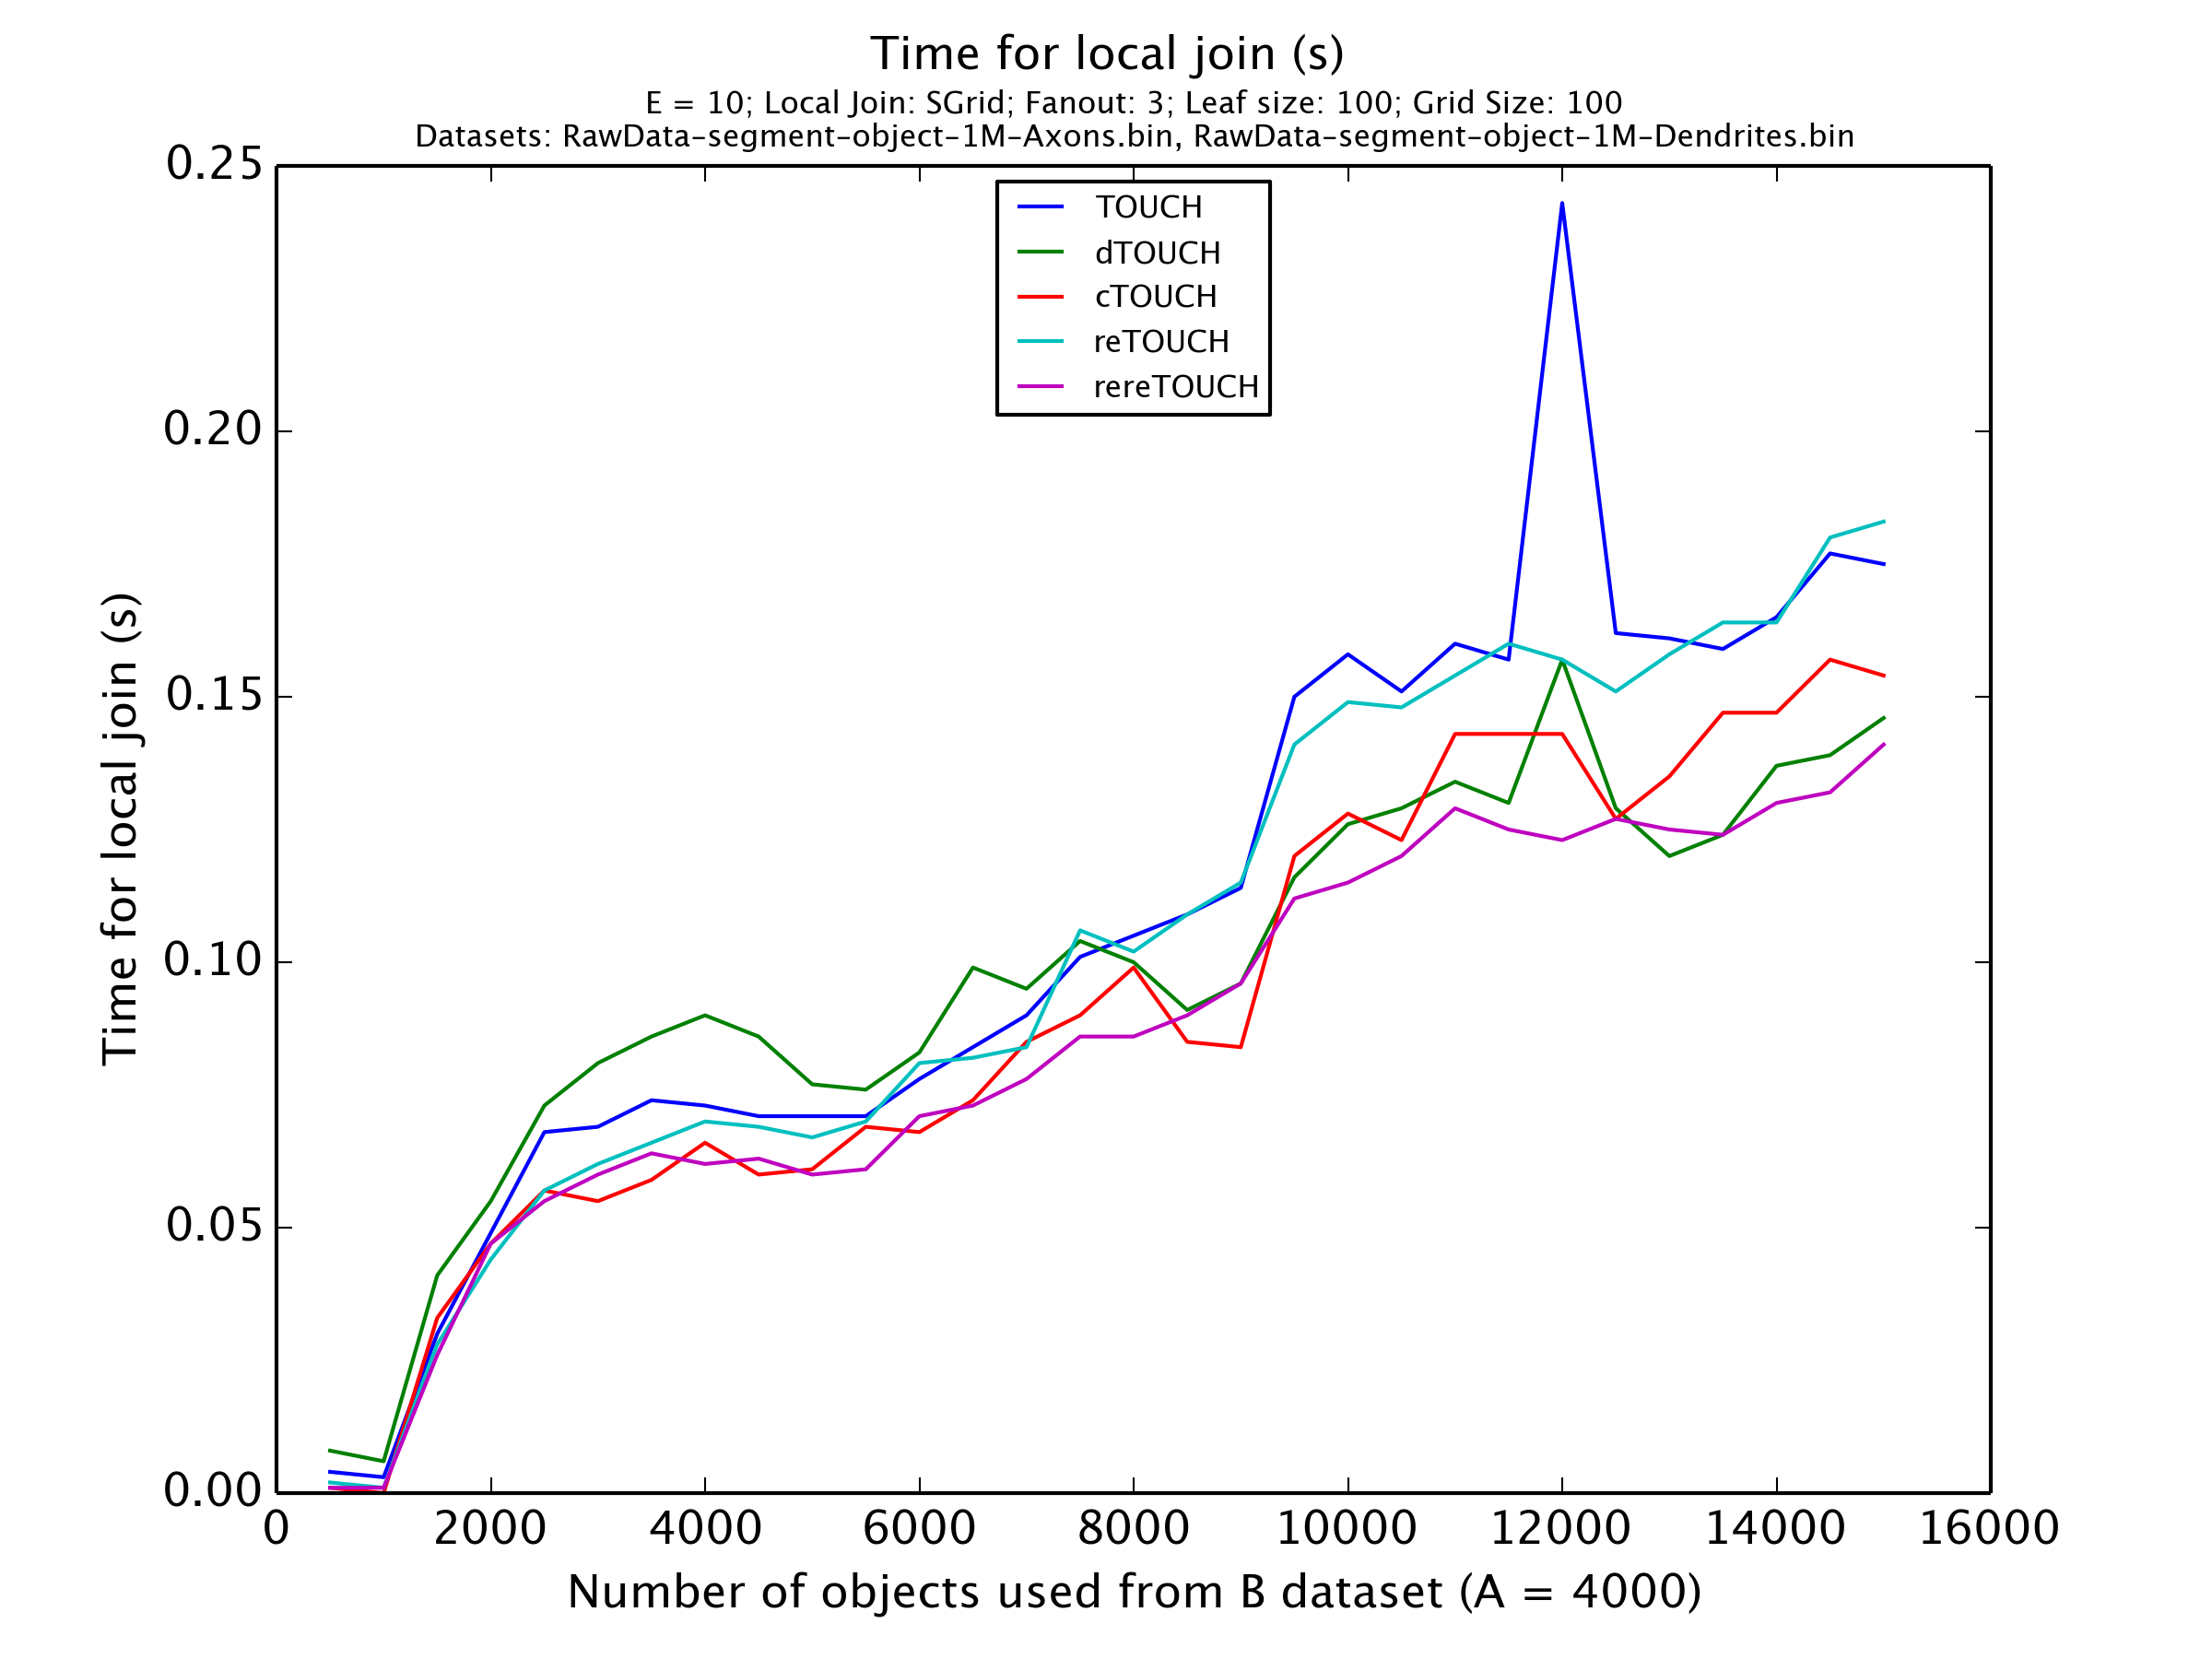 Time for local join (s)
E = 10; Local Join: SGrid; Fanout: 3; Leaf size: 100; Grid Size: 100
Datasets: RawData-segment-object-1M-Axons.bin, RawData-segment-object-1M-Dendrites.bin
TOUCH
dTOUCH
cTOUCH
reTOUCH
rereTOUCH
Time for local join (s)
0.25
0.20
0.15
0.10
0.05
0.00
0 2000 4000 6000 8000 10000 12000 14000 16000
Number of objects used from B dataset (A = 4000)